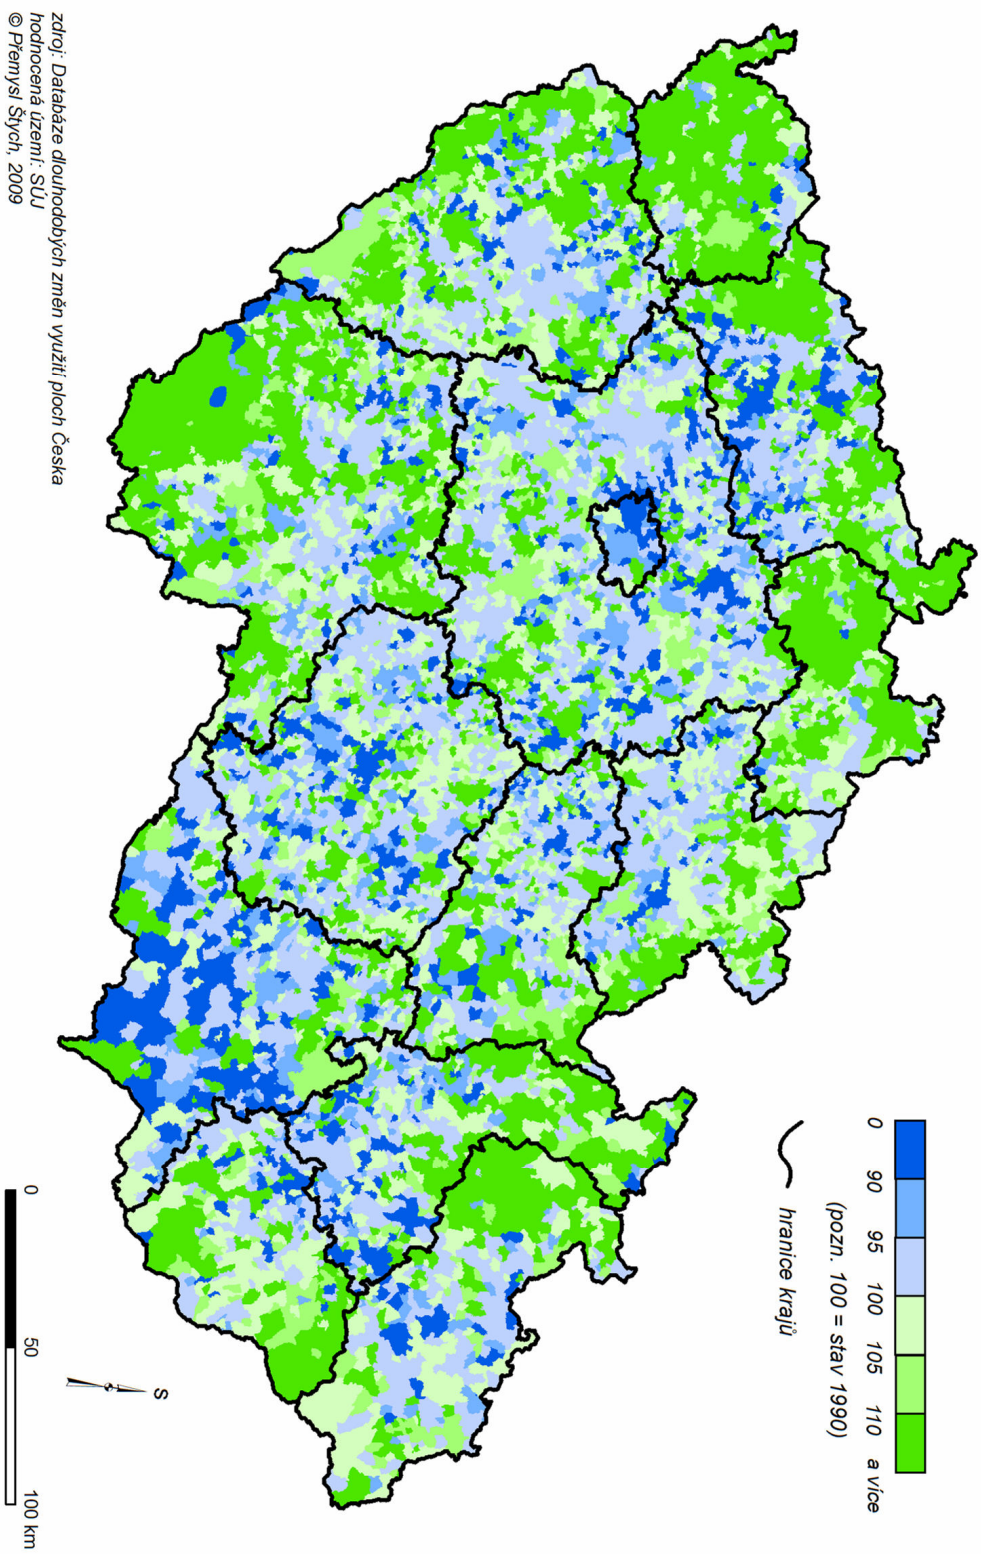 0 90 95 100 105 110 a více
(pozn. 100 = stav 1990)
hranice krajů
S
0 50 100 km
zdroj: Databáze dlouhodobých změn využití ploch Česka
hodnocená území: SÚJ
© Přemysl Štych, 2009